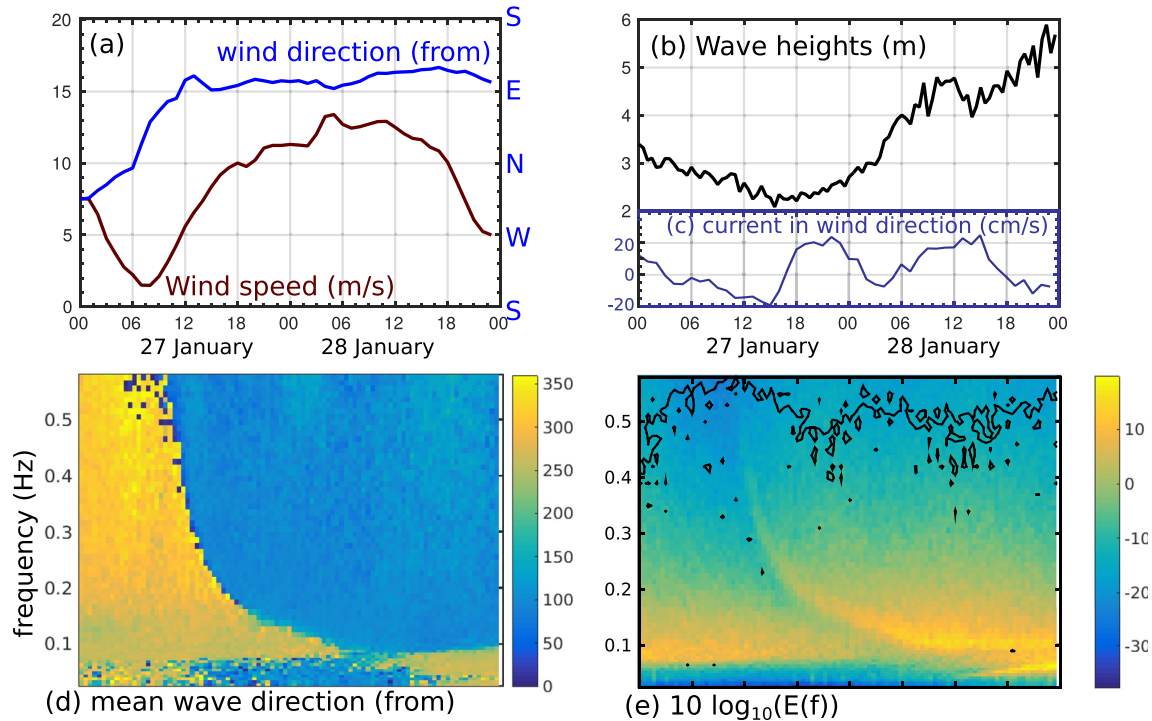 (a)
wind direction (from)
Wind speed (m/s)
20
15
10
5
0
S
E
N
W
S
00 06 12 18 00 06 12 18 00
27 January 28 January
(b) Wave heights (m)
6
5
4
3
2
(c) current in wind direction (cm/s)
20
0
-20
00 06 12 18 00 06 12 18 00
27 January 28 January
frequency (Hz)
0.5
0.4
0.3
0.2
0.1
350
300
250
200
150
100
50
0
(d) mean wave direction (from)
0.5
0.4
0.3
0.2
0.1
10
0
-10
-20
-30
(e) 10 log10(E(f))